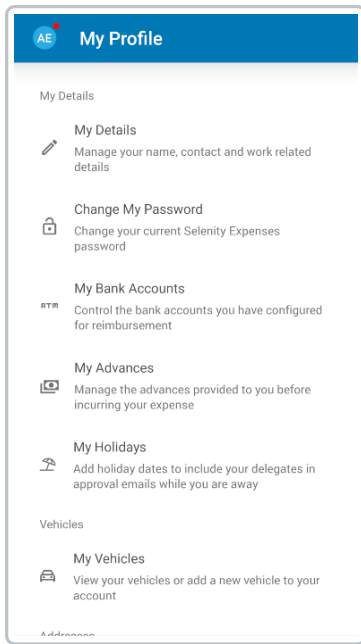 AE
My Profile
My Details
My Details
Manage your name, contact and work related
details
Change My Password
Change your current Selenity Expenses
password
My Bank Accounts
ATM
Control the bank accounts you have configured
for reimbursement
My Advances
Manage the advances provided to you before
incurring your expense
My Holidays
Add holiday dates to include your delegates in
approval emails while you are away
Vehicles
My Vehicles
View your vehicles or add a new vehicle to your
account
Addresses